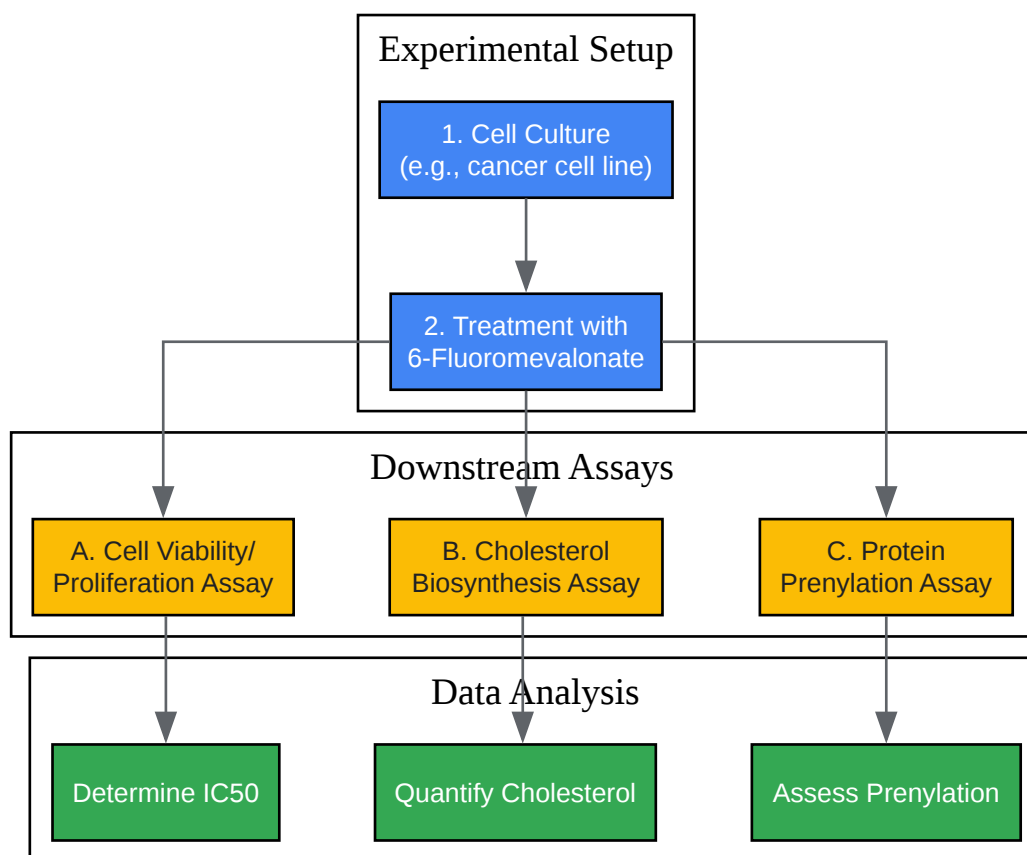 Experimental Setup
1. Cell Culture
(e.g., cancer cell line)
2. Treatment with
6-Fluoromevalonate
Downstream Assays
A. Cell Viability/
Proliferation Assay
B. Cholesterol
Biosynthesis Assay
C. Protein
Prenylation Assay
Data Analysis
Determine IC50
Quantify Cholesterol
Assess Prenylation